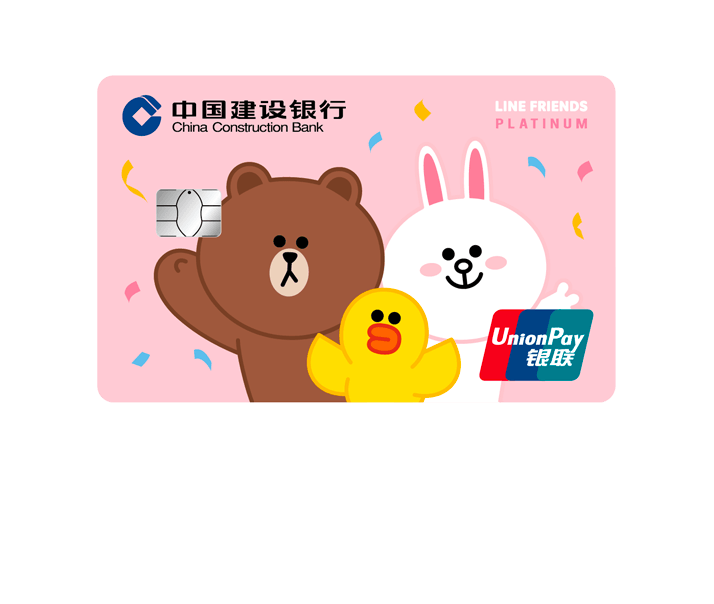 中国建设银行
China Construction Bank
LINE FRIENDS
PLATINUM
UnionPay
银联